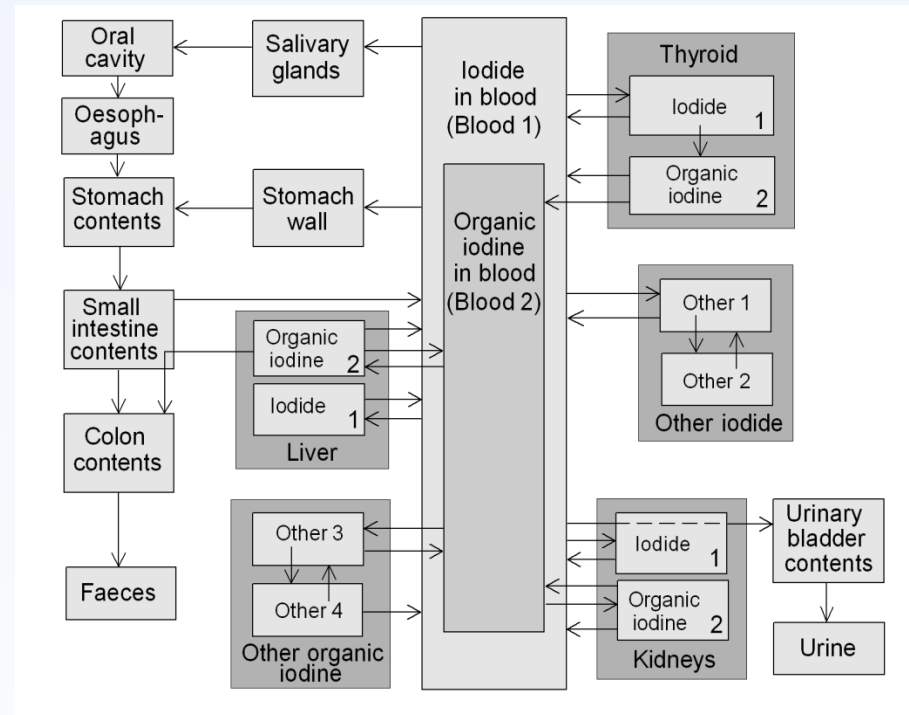 Oral
cavity
Oesoph-
agus
Stomach
contents
Small
intestine
contents
Colon
contents
Faeces
Salivary
glands
Stomach
wall
Organic
iodine
2
Iodide
1
Liver
Other 3
Other 4
Other organic
iodine
Iodide
in blood
(Blood 1)
Organic
iodine
in blood
(Blood 2)
Thyroid
Iodide
1
Organic
iodine
2
Other 1
Other 2
Other iodide
Iodide
1
Organic
iodine
2
Kidneys
Urinary
bladder
contents
Urine